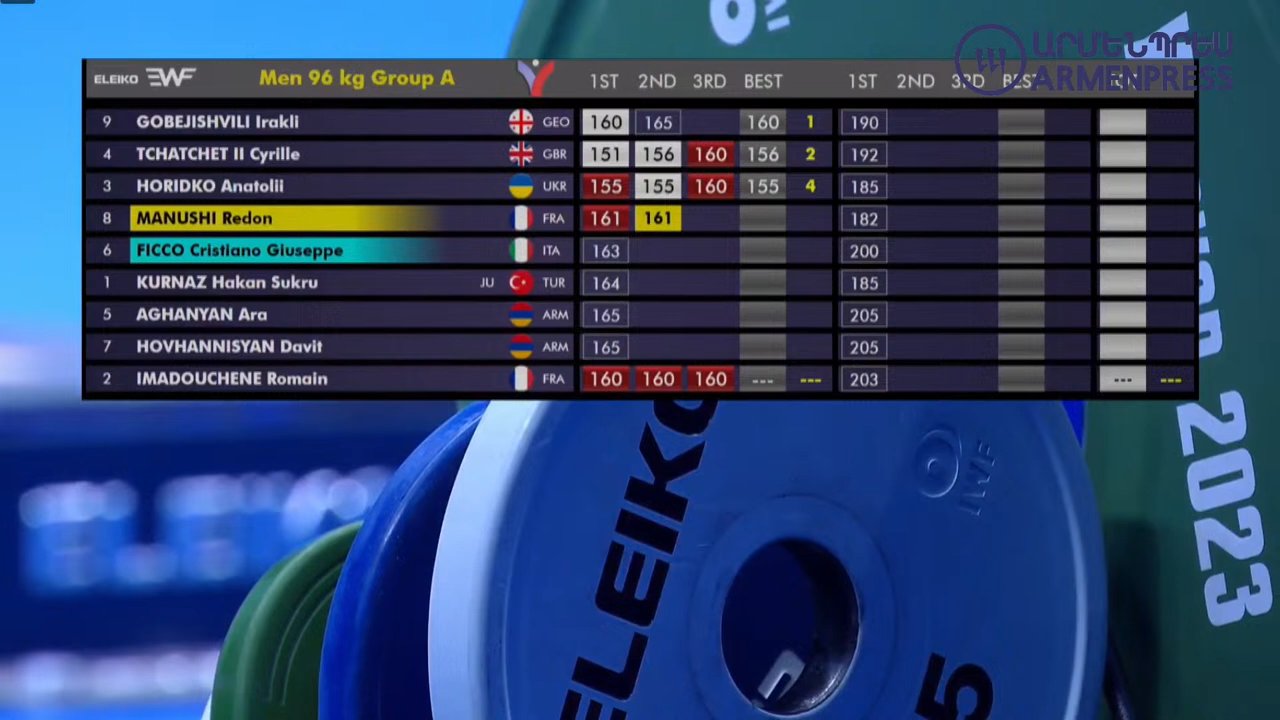 ԱՐՄԵՆՊՐԵՍ
ARMENPRESS
ELEIKO EWF Men 96 kg Group A 1ST 2ND 3RD BEST 1ST 2ND 3RD BEST
9 GOBEJISHVILI Irakli GEO 160 165 160 1 190
4 TCHATCHET II Cyrille GBR 151 156 160 156 2 192
3 HORIDKO Anatolii UKR 155 155 160 155 4 185
8 MANUSHI Redon FRA 161 161 182
6 FICCO Cristiano Giuseppe ITA 163 200
1 KURNAZ Hakan Sukru JU TUR 164 185
5 AGHANYAN Ara ARM 165 205
7 HOVHANNISYAN Davit ARM 165 205
2 IMADOUCHENE Romain FRA 160 160 160 --- --- 203 --- ---
ELEIKO
IWF
5
2023